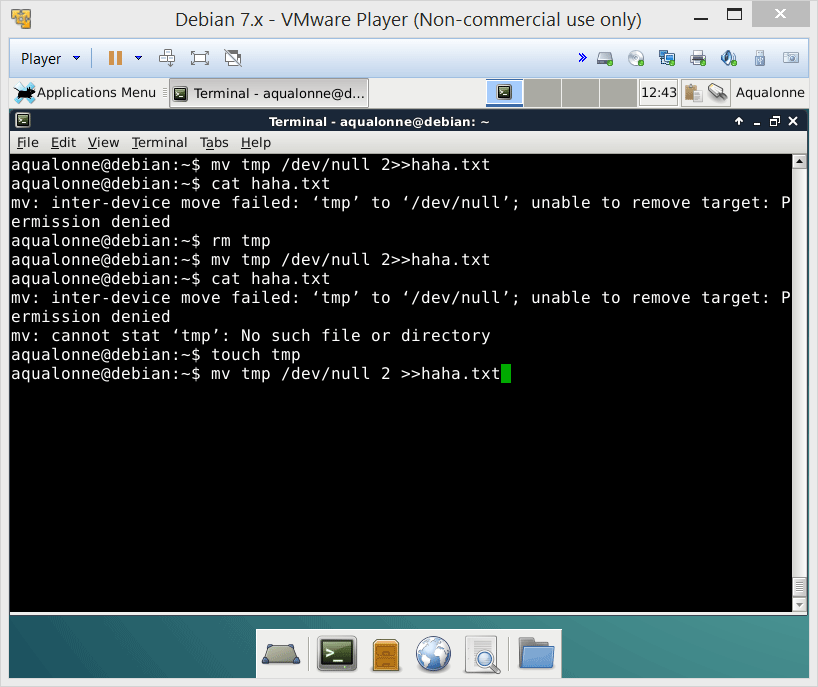 Debian 7.x - VMware Player (Non-commercial use only)
Player
Applications Menu
Terminal - aqualonne@d...
12:43
Aqualonne
Terminal - aqualonne@debian: ~
File Edit View Terminal Tabs Help
aqualonne@debian:~$ mv tmp /dev/null 2>>haha.txt
aqualonne@debian:~$ cat haha.txt
mv: inter-device move failed: ‘tmp’ to ‘/dev/null’; unable to remove target: P
ermission denied
aqualonne@debian:~$ rm tmp
aqualonne@debian:~$ mv tmp /dev/null 2>>haha.txt
aqualonne@debian:~$ cat haha.txt
mv: inter-device move failed: ‘tmp’ to ‘/dev/null’; unable to remove target: P
ermission denied
mv: cannot stat ‘tmp’: No such file or directory
aqualonne@debian:~$ touch tmp
aqualonne@debian:~$ mv tmp /dev/null 2 >>haha.txt